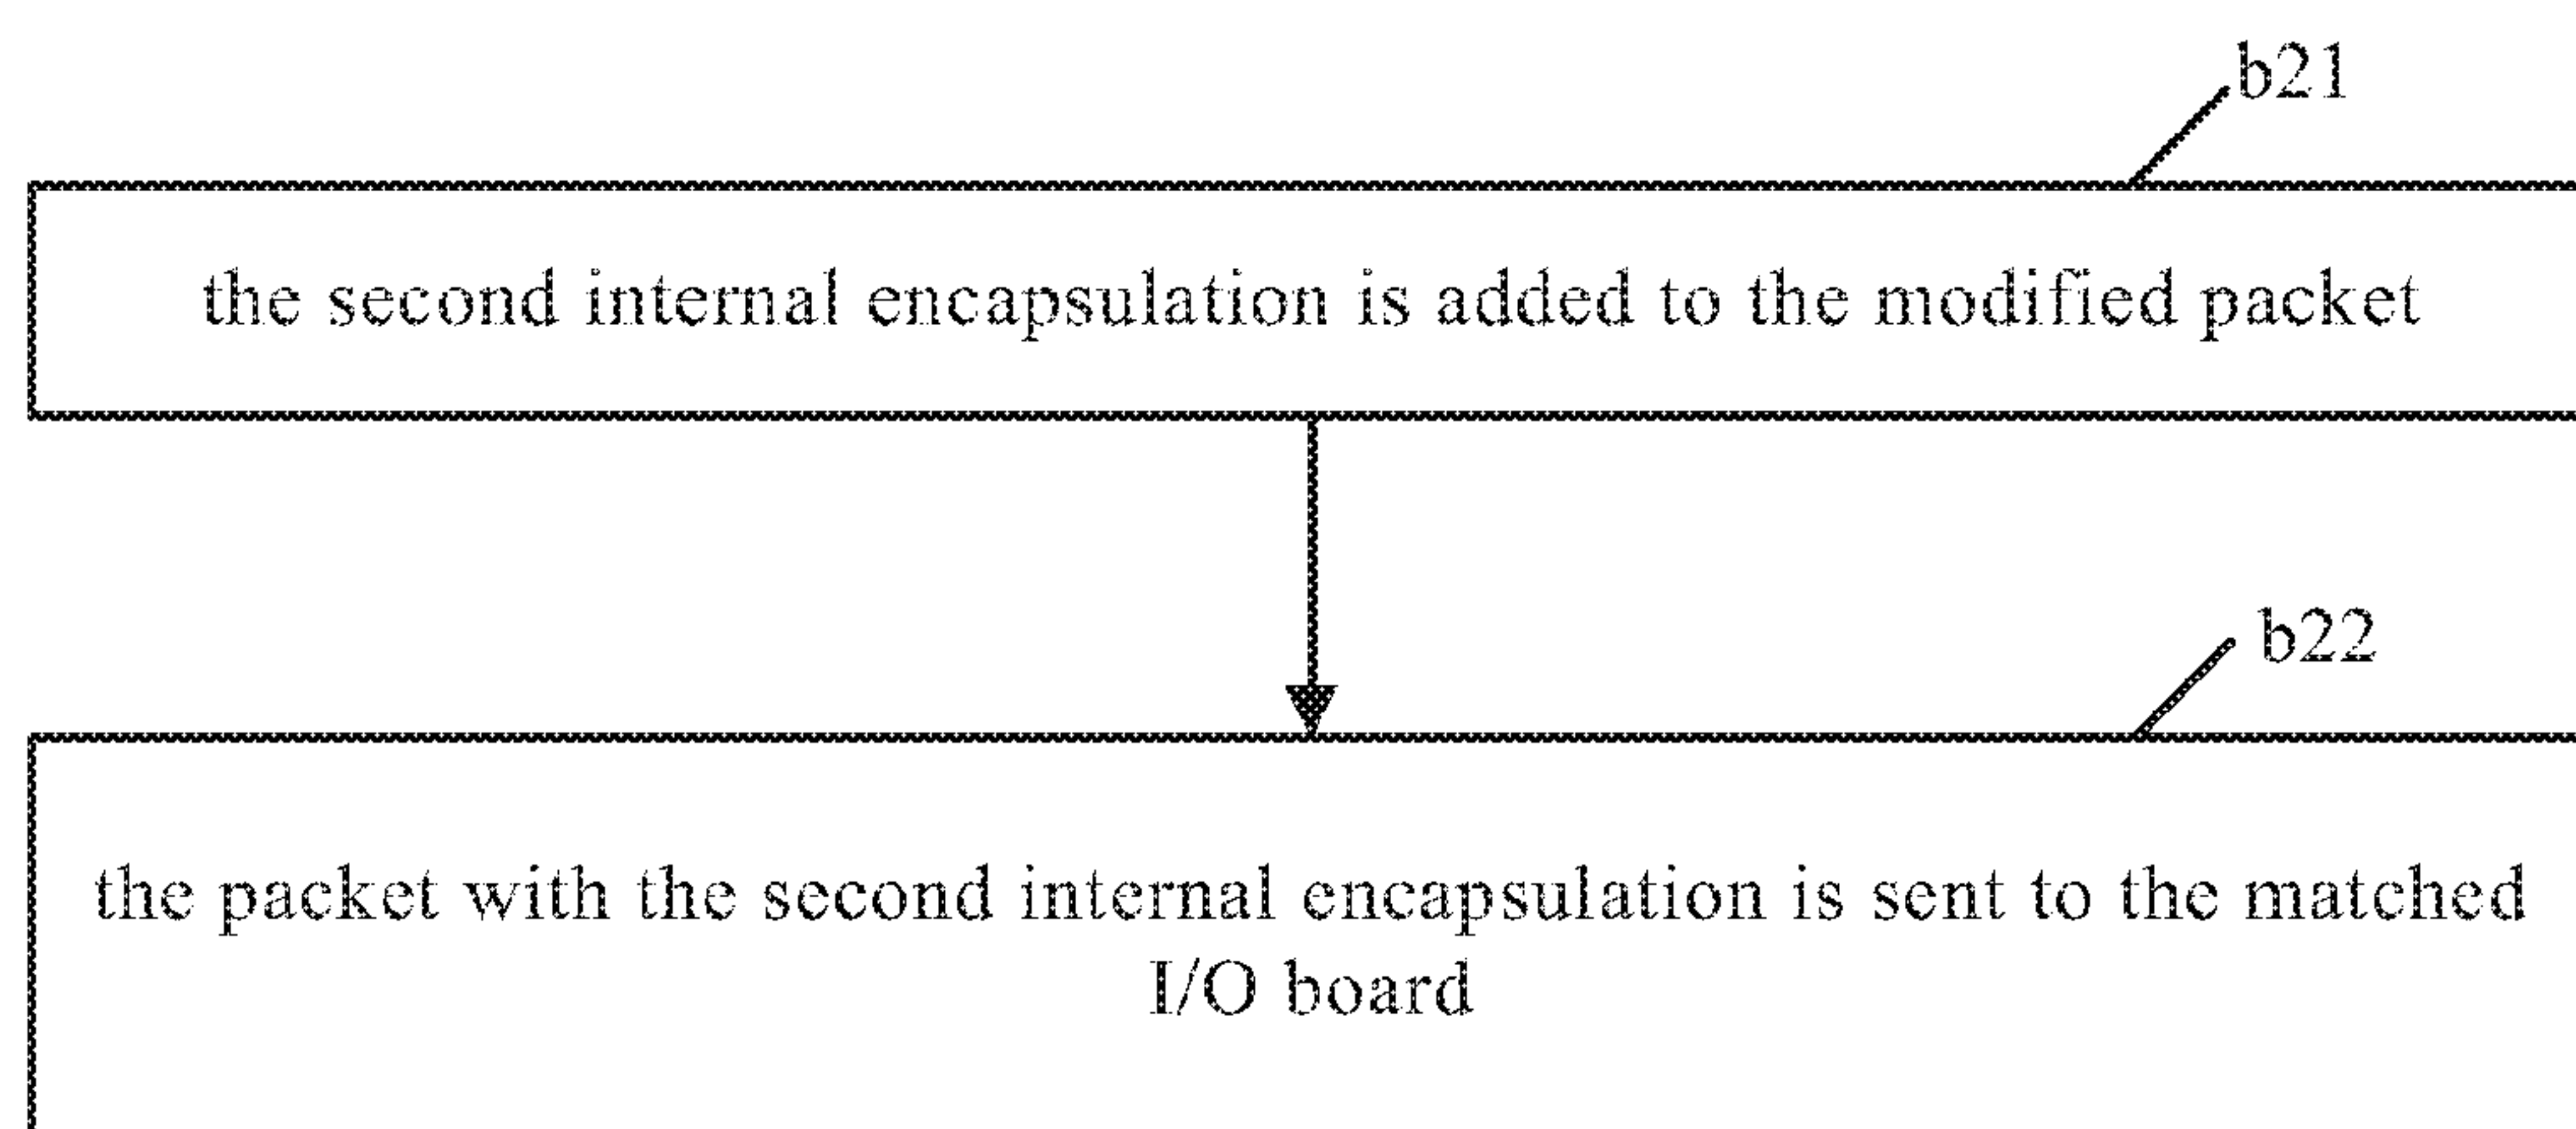 b21
the second internal encapsulation is added to the modified packet
b22
the packet with the second internal encapsulation is sent to the matched
I/O board